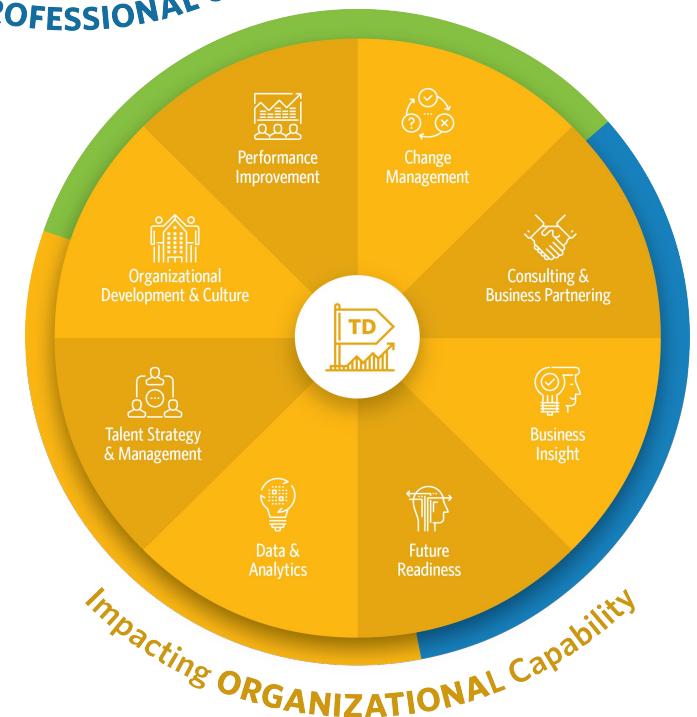 PROFESSIONAL
Performance
Improvement
Change
Management
Organizational
Development & Culture
Consulting &
Business Partnering
TD
Talent Strategy
& Management
Business
Insight
Data &
Analytics
Future
Readiness
Impacting ORGANIZATIONAL Capability